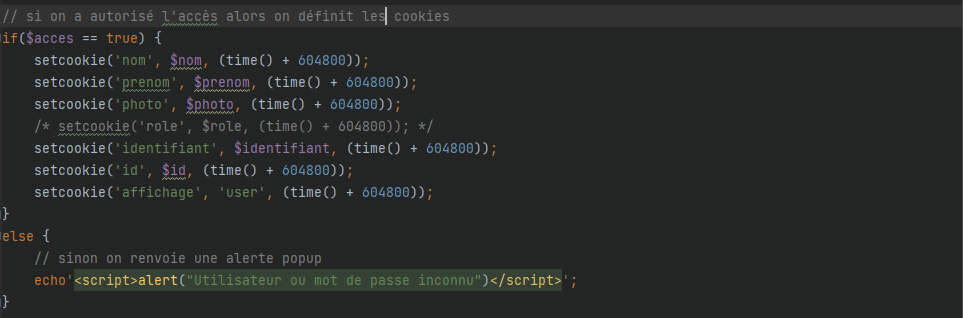 // si on a autorisé l'accès alors on définit les cookies
if($acces == true) {
setcookie('nom', $nom, (time() + 604800));
setcookie('prenom', $prenom, (time() + 604800));
setcookie('photo', $photo, (time() + 604800));
/* setcookie('role', $role, (time() + 604800)); */
setcookie('identifiant', $identifiant, (time() + 604800));
setcookie('id', $id, (time() + 604800));
setcookie('affichage', 'user', (time() + 604800));
}
else {
// sinon on renvoie une alerte popup
echo'<script>alert("Utilisateur ou mot de passe inconnu")</script>';
}